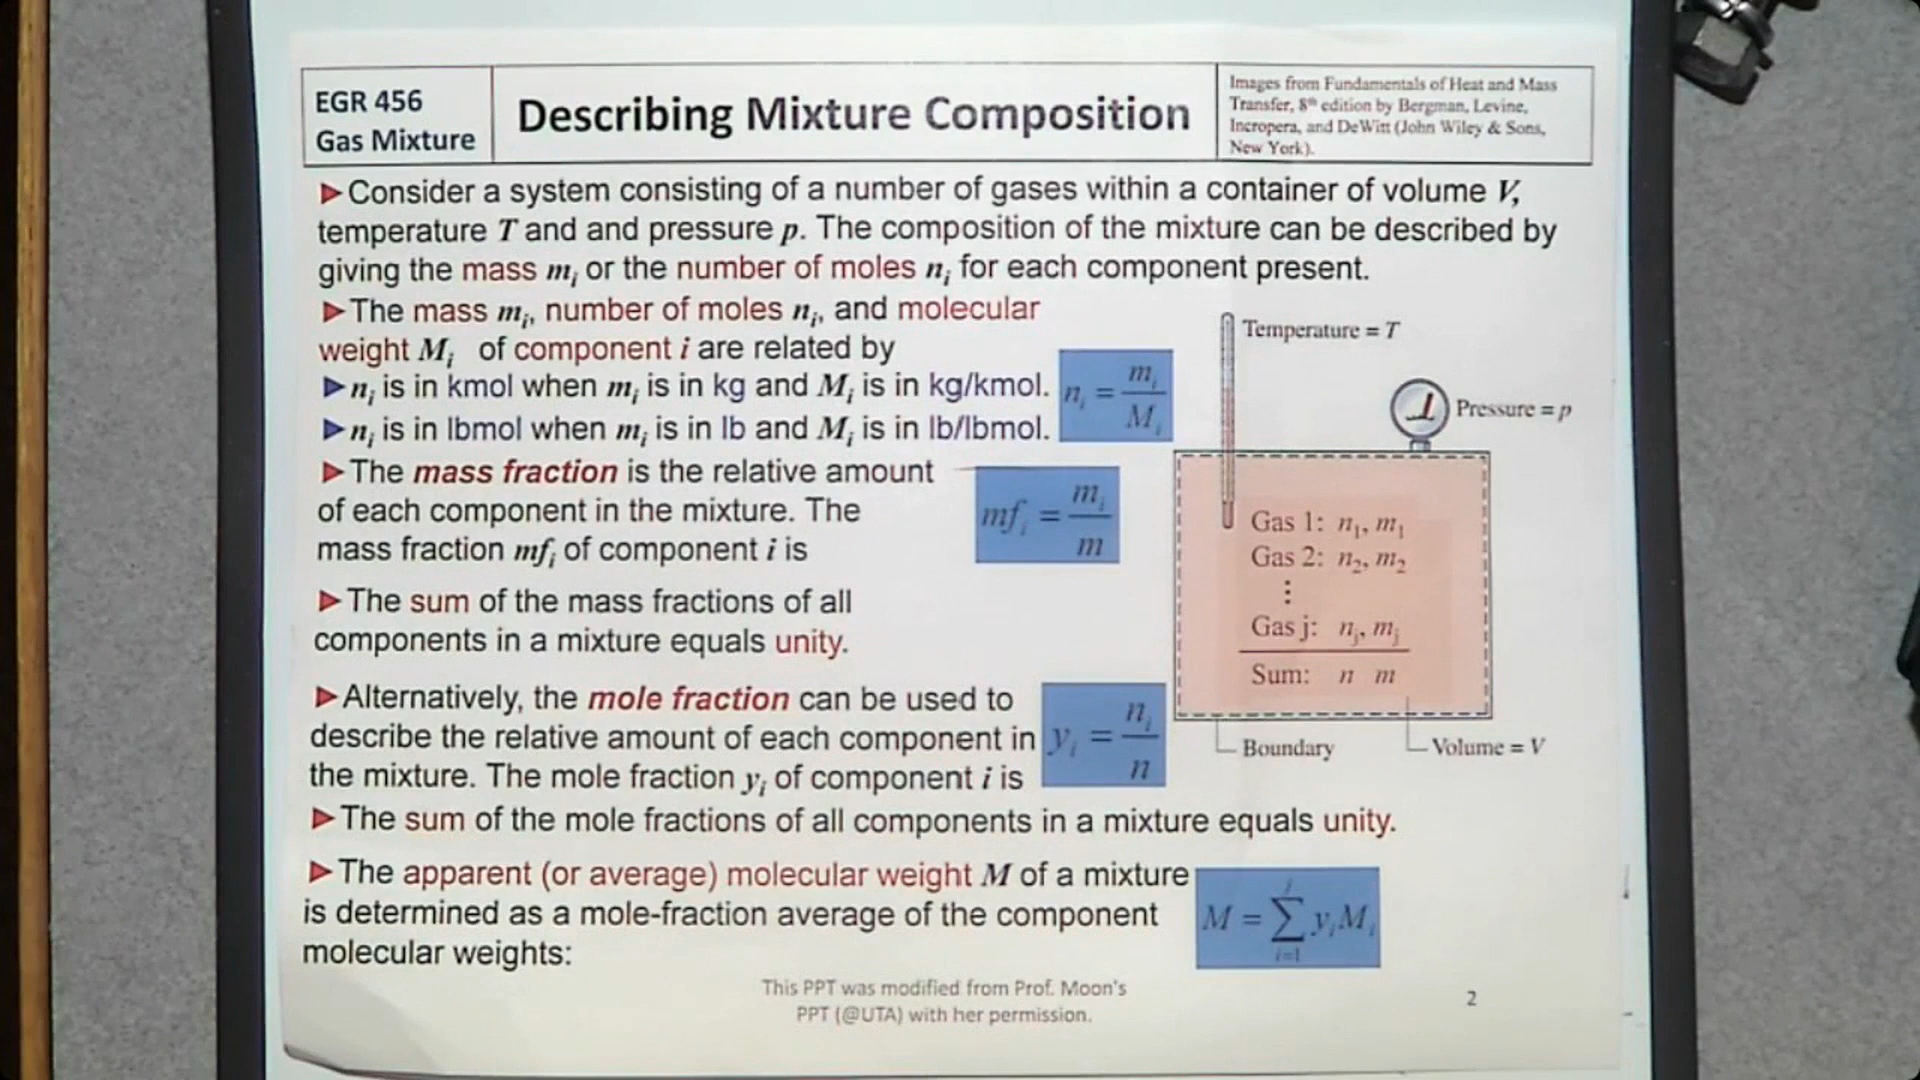 EGR 456
Gas Mixture
Describing Mixture Composition
Images from Fundamentals of Heat and Mass
Transfer, 8th edition by Bergman, Levine,
Incropera, and DeWitt (John Wiley & Sons,
New York).
►Consider a system consisting of a number of gases within a container of volume V,
temperature T and and pressure p. The composition of the mixture can be described by
giving the mass mᵢ or the number of moles nᵢ for each component present.
►The mass mᵢ, number of moles nᵢ, and molecular
weight Mᵢ of component i are related by
►nᵢ is in kmol when mᵢ is in kg and Mᵢ is in kg/kmol.
►nᵢ is in lbmol when mᵢ is in lb and Mᵢ is in lb/lbmol.
nᵢ = mᵢ / Mᵢ
►The mass fraction is the relative amount
of each component in the mixture. The
mass fraction mfᵢ of component i is
mfᵢ = mᵢ / m
►The sum of the mass fractions of all
components in a mixture equals unity.
►Alternatively, the mole fraction can be used to
describe the relative amount of each component in
the mixture. The mole fraction yᵢ of component i is
yᵢ = nᵢ / n
Temperature = T
Pressure = p
Gas 1: n₁, m₁
Gas 2: n₂, m₂
⋮
Gas j: nⱼ, mⱼ
Sum: n m
Boundary
Volume = V
►The sum of the mole fractions of all components in a mixture equals unity.
►The apparent (or average) molecular weight M of a mixture
is determined as a mole-fraction average of the component
molecular weights:
M = ∑ᵢ₌₁ʲ yᵢMᵢ
This PPT was modified from Prof. Moon's
PPT (@UTA) with her permission.
2